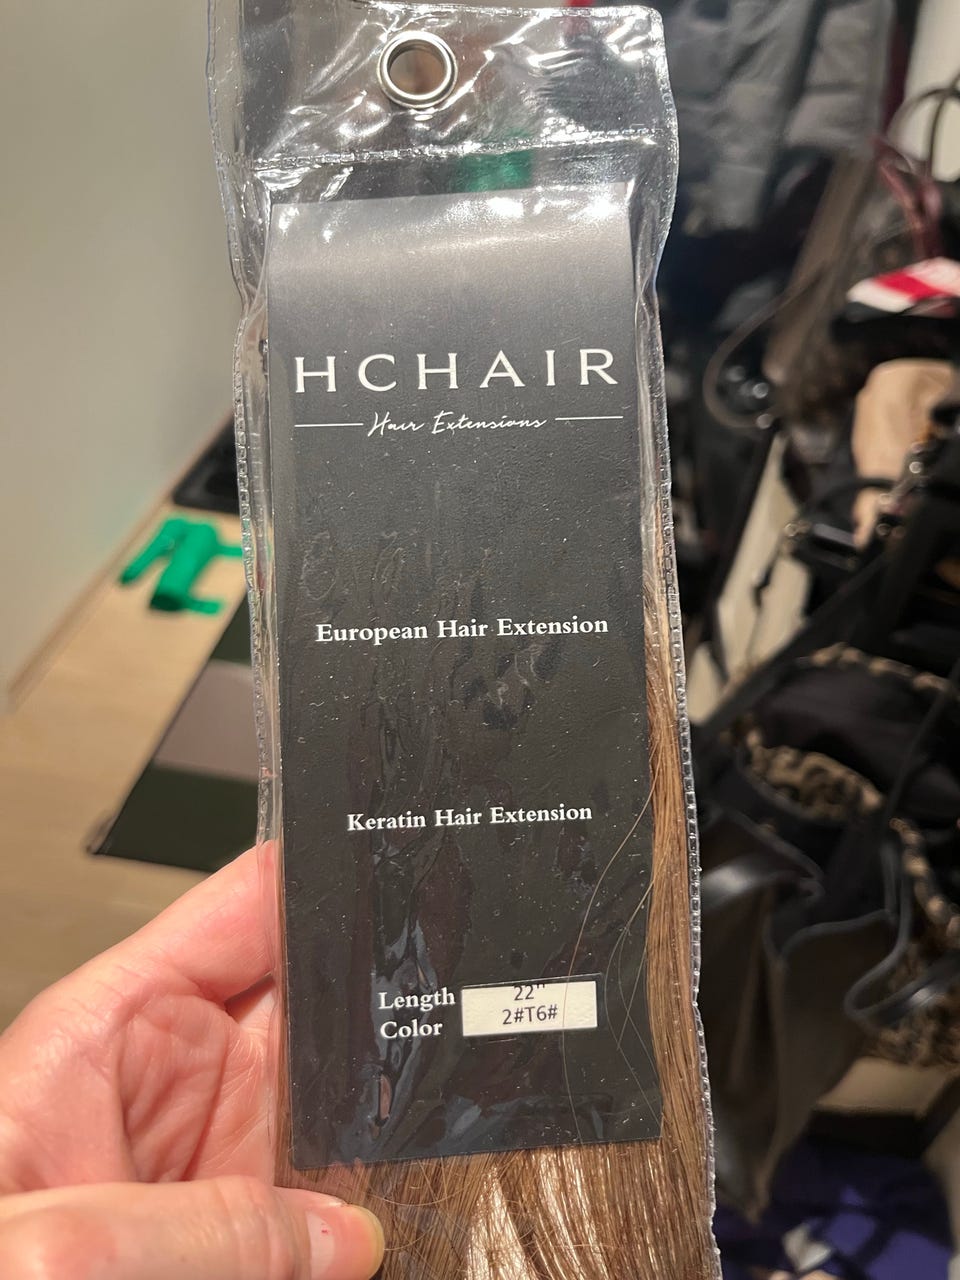 HCHAIR
Hair Extensions
European Hair Extension
Keratin Hair Extension
Length 22"
Color 2#T6#